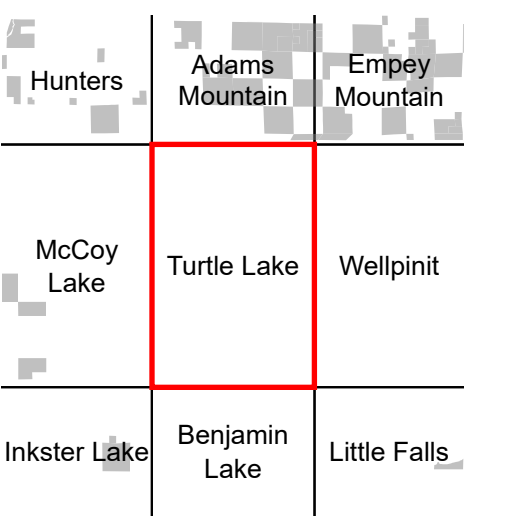 Hunters
Adams
Mountain
Empey
Mountain
McCoy
Lake
Turtle Lake
Wellpinit
Inkster Lake
Benjamin
Lake
Little Falls